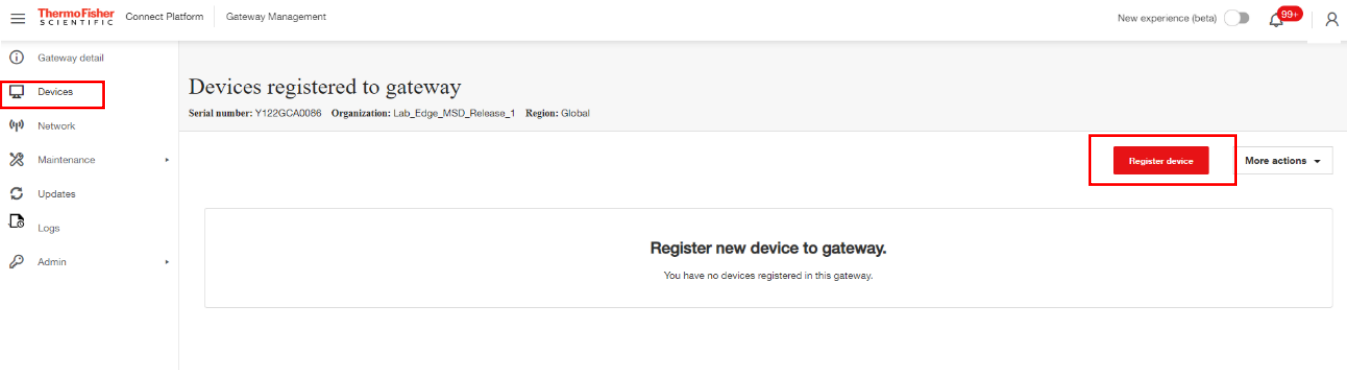 ThermoFisher
SCIENTIFIC
Connect Platform
Gateway Management
New experience (beta)
99+
Gateway detail
Devices
Network
Maintenance
Updates
Logs
Admin
Devices registered to gateway
Serial number: Y122GCA0086 Organization: Lab_Edge_MSD_Release_1 Region: Global
Register device
More actions
Register new device to gateway.
You have no devices registered in this gateway.